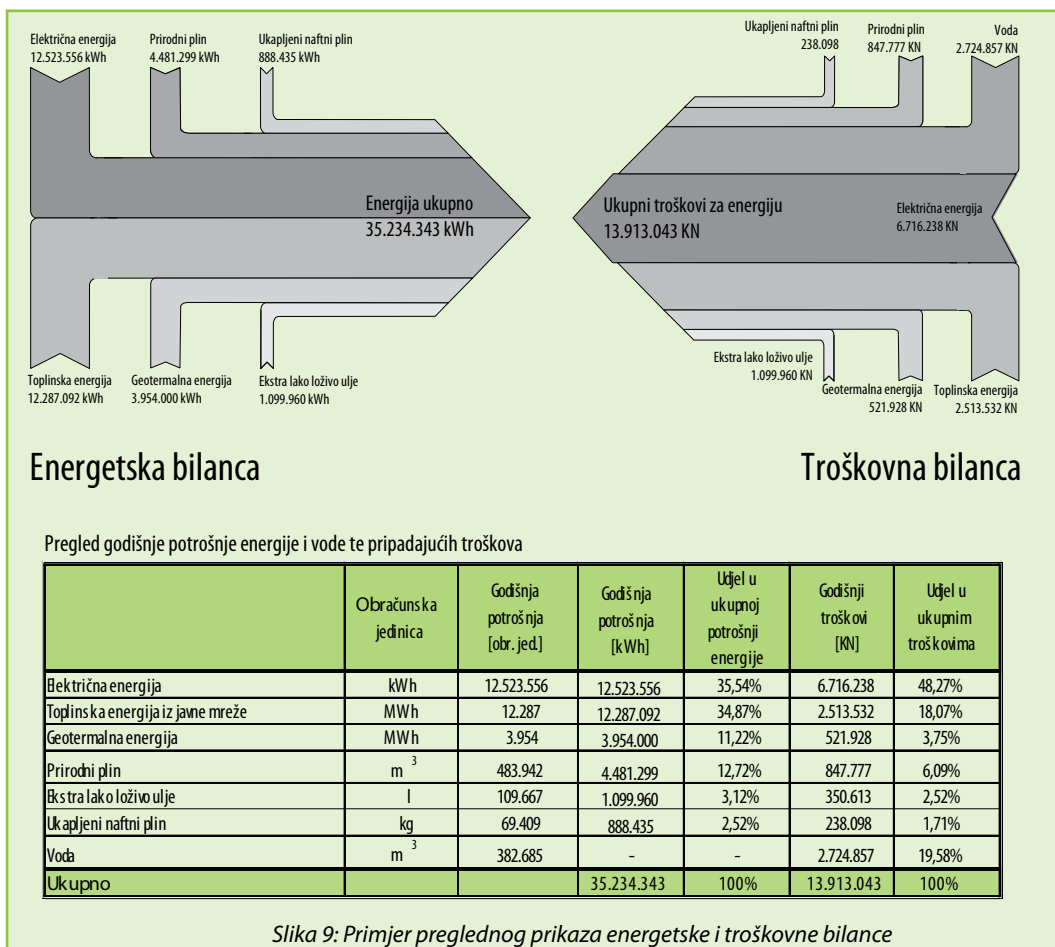 Električna energija
12.523.556 kWh
Prirodni plin
4.481.299 kWh
Ukapljeni naftni plin
888.435 kWh
Energija ukupno
35.234.343 kWh
Toplinska energija
12.287.092 kWh
Geotermalna energija
3.954.000 kWh
Ekstra lako loživo ulje
1.099.960 kWh
Ukapljeni naftni plin
238.098
Prirodni plin
847.777 KN
Voda
2.724.857 KN
Ukupni troškovi za energiju
13.913.043 KN
Električna energija
6.716.238 KN
Ekstra lako loživo ulje
1.099.960 KN
Geotermalna energija
521.928 KN
Toplinska energija
2.513.532 KN
Energetska bilanca
Troškovna bilanca
Pregled godišnje potrošnje energije i vode te pripadajućih troškova
Obračunska
jedinica
Godišnja
potrošnja
[obr. jed.]
Godišnja
potrošnja
[kWh]
Udjel u
ukupnoj
potrošnji
energije
Godišnji
troškovi
[KN]
Udjel u
ukupnim
troškovima
Električna energija kWh 12.523.556 12.523.556 35,54% 6.716.238 48,27%
Toplinska energija iz javne mreže MWh 12.287 12.287.092 34,87% 2.513.532 18,07%
Geotermalna energija MWh 3.954 3.954.000 11,22% 521.928 3,75%
Prirodni plin m 3 483.942 4.481.299 12,72% 847.777 6,09%
Ekstra lako loživo ulje l 109.667 1.099.960 3,12% 350.613 2,52%
Ukapljeni naftni plin kg 69.409 888.435 2,52% 238.098 1,71%
Voda m 3 382.685 - - 2.724.857 19,58%
Ukupno 35.234.343 100% 13.913.043 100%
Slika 9: Primjer preglednog prikaza energetske i troškovne bilance